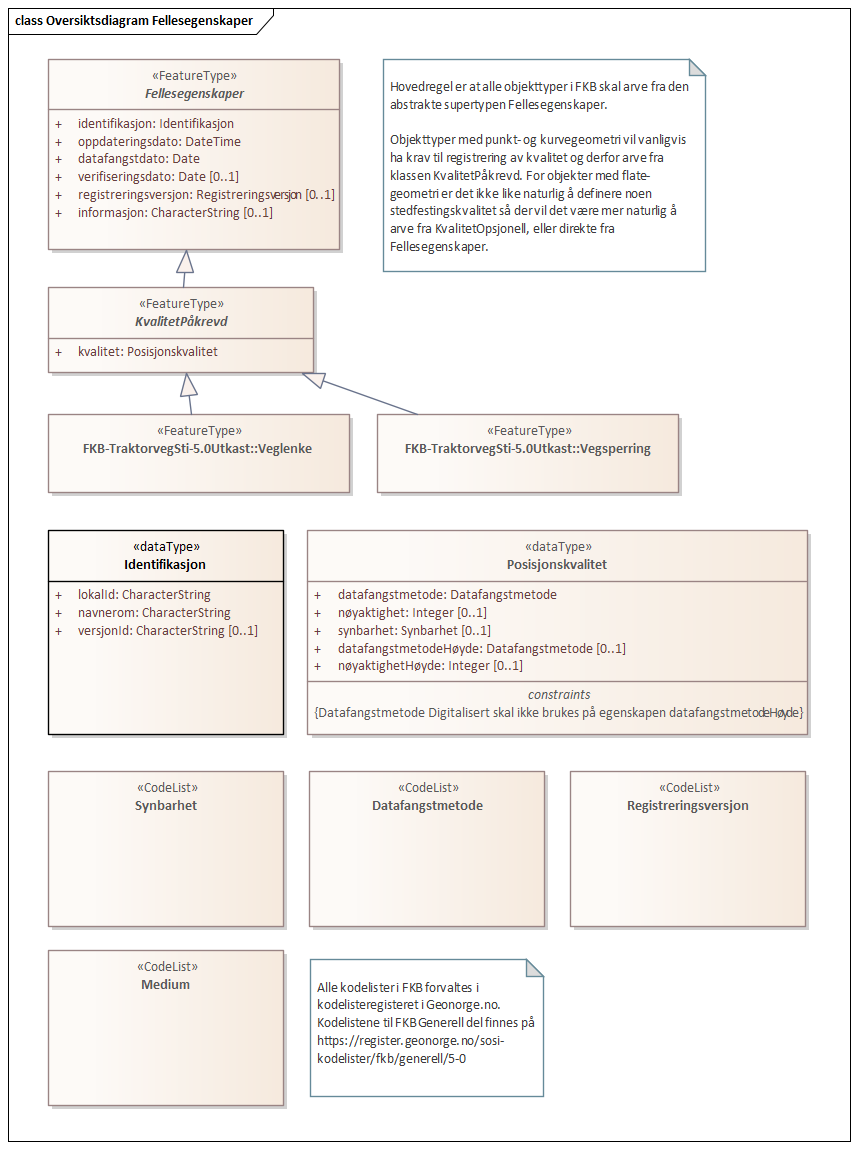 class Oversiktsdiagram Fellesegenskaper
«FeatureType»
Fellesegenskaper
+ identifikasjon: Identifikasjon
+ oppdateringsdato: DateTime
+ datafangstdato: Date
+ verifiseringsdato: Date [0..1]
+ registreringsversjon: Registreringsversjon [0..1]
+ informasjon: CharacterString [0..1]
Hovedregel er at alle objekttyper i FKB skal arve fra den
abstrakte supertypen Fellesegenskaper.
Objekttyper med punkt- og kurvegeometri vil vanligvis
ha krav til registrering av kvalitet og derfor arve fra
klassen KvalitetPåkrevd. For objekter med flate-
geometri er det ikke like naturlig å definere noen
stedfestingskvalitet så der vil det være mer naturlig å
arve fra KvalitetOpsjonell, eller direkte fra
Fellesegenskaper.
«FeatureType»
KvalitetPåkrevd
+ kvalitet: Posisjonskvalitet
«FeatureType»
FKB-TraktorvegSti-5.0Utkast::Veglenke
«FeatureType»
FKB-TraktorvegSti-5.0Utkast::Vegsperring
«dataType»
Identifikasjon
+ lokalId: CharacterString
+ navnerom: CharacterString
+ versjonId: CharacterString [0..1]
«dataType»
Posisjonskvalitet
+ datafangstmetode: Datafangstmetode
+ nøyaktighet: Integer [0..1]
+ synbarhet: Synbarhet [0..1]
+ datafangstmetodeHøyde: Datafangstmetode [0..1]
+ nøyaktighetHøyde: Integer [0..1]
constraints
{Datafangstmetode Digitalisert skal ikke brukes på egenskapen datafangstmetodeHøyde}
«CodeList»
Synbarhet
«CodeList»
Datafangstmetode
«CodeList»
Registreringsversjon
«CodeList»
Medium
Alle kodelister i FKB forvaltes i
kodelisteregisteret i Geonorge.no.
Kodelistene til FKB Generell del finnes på
https://register.geonorge.no/sosi-
kodelister/fkb/generell/5-0